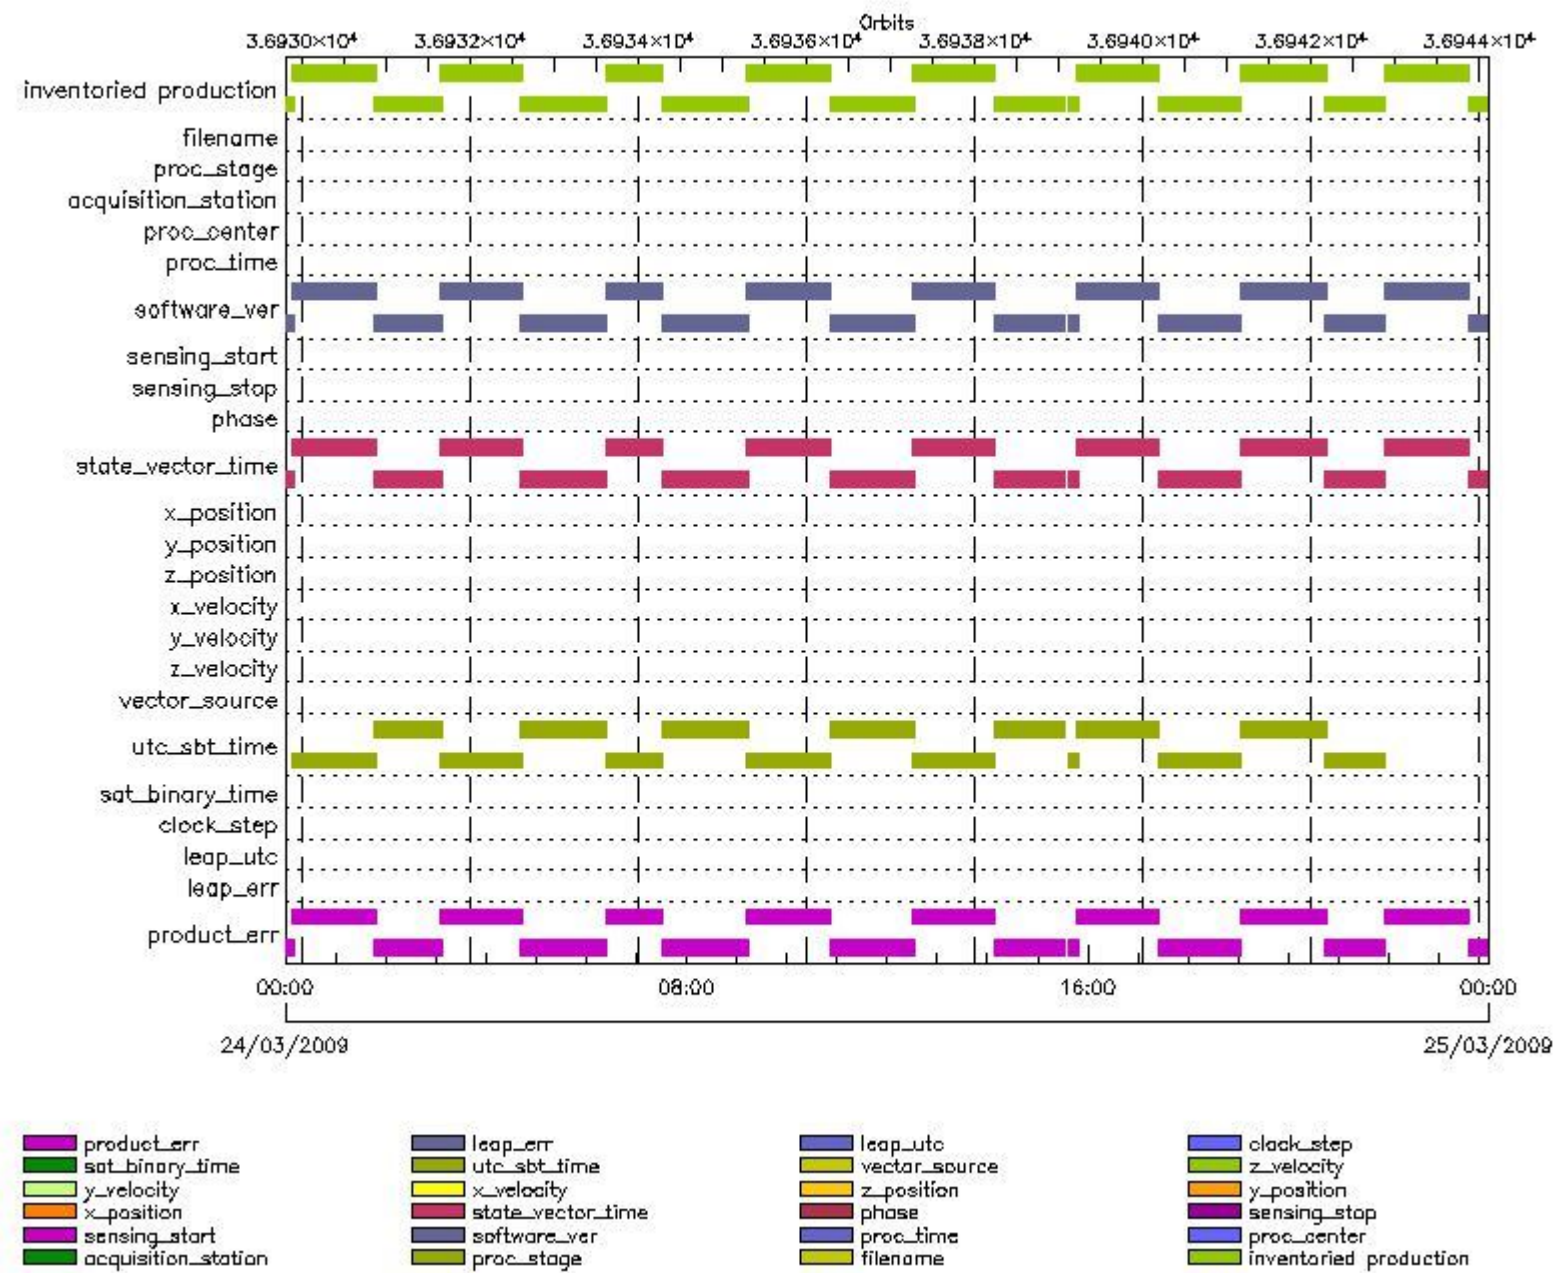 Orbits
3.6930×10⁴ 3.6932×10⁴ 3.6934×10⁴ 3.6936×10⁴ 3.6938×10⁴ 3.6940×10⁴ 3.6942×10⁴ 3.6944×10⁴
inventoried production
filename
proc_stage
acquisition_station
proc_center
proc_time
software_ver
sensing_start
sensing_stop
phase
state_vector_time
x_position
y_position
z_position
x_velocity
y_velocity
z_velocity
vector_source
utc_sbt_time
sat_binary_time
clock_step
leap_utc
leap_err
product_err
00:00 08:00 16:00 00:00
24/03/2009 25/03/2009
product_err leap_err leap_utc clock_step
sat_binary_time utc_sbt_time vector_source z_velocity
y_velocity x_velocity z_position y_position
x_position state_vector_time phase sensing_stop
sensing_start software_ver proc_time proc_center
acquisition_station proc_stage filename inventoried production